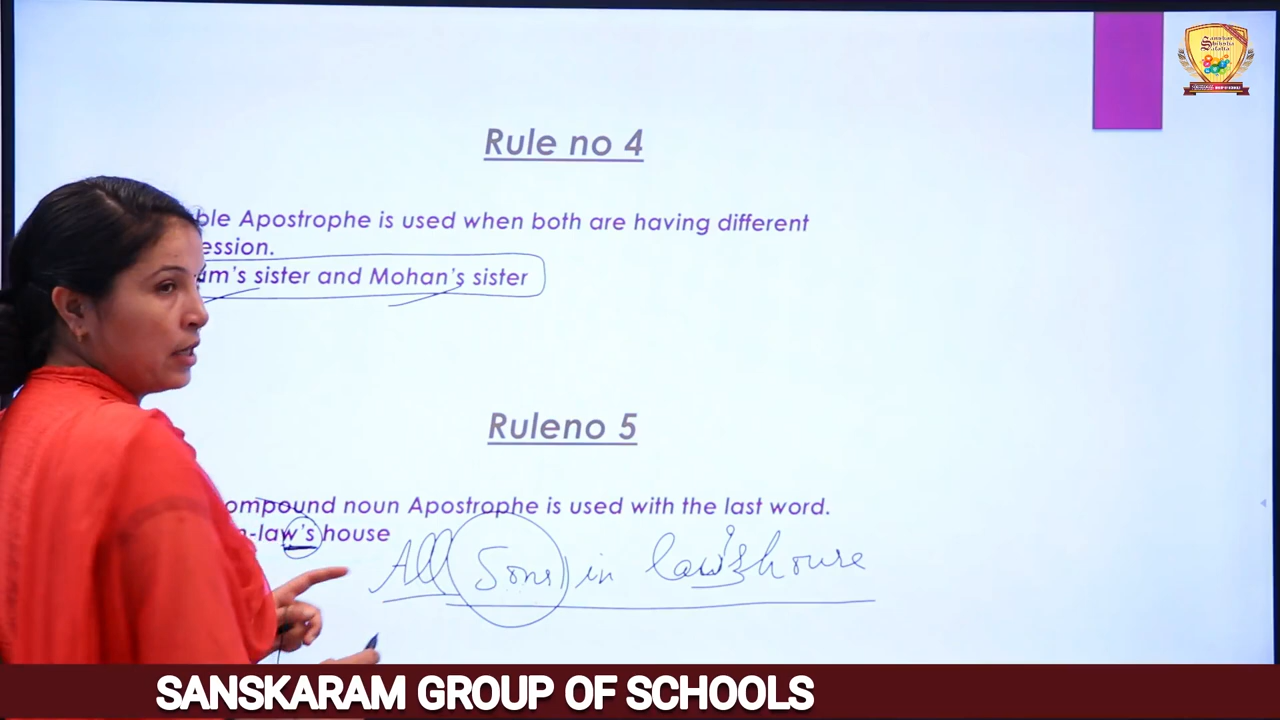 Rule no 4
ble Apostrophe is used when both are having different
ession.
am's sister and Mohan's sister
Ruleno 5
ompound noun Apostrophe is used with the last word.
n-law's house
All Sons in law's house
SANSKARAM GROUP OF SCHOOLS